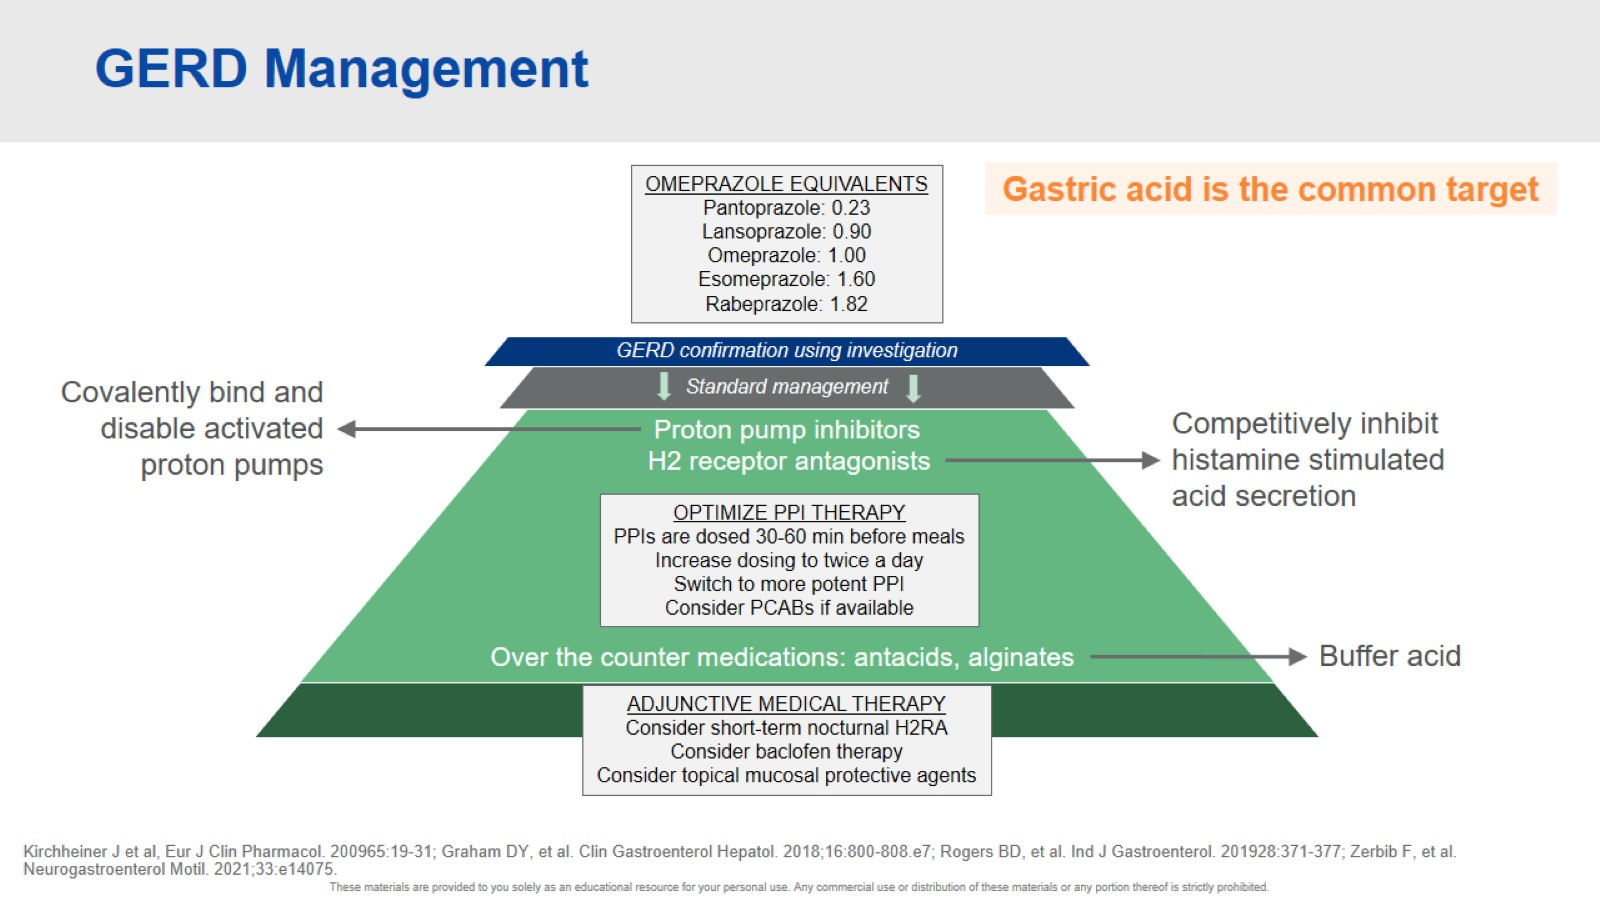 GERD Management
Gastric acid is the common target
OMEPRAZOLE EQUIVALENTS
Pantoprazole: 0.23
Lansoprazole: 0.90
Omeprazole: 1.00
Esomeprazole: 1.60
Rabeprazole: 1.82
GERD confirmation using investigation
Standard management
Covalently bind and
disable activated
proton pumps
Proton pump inhibitors
H2 receptor antagonists
Competitively inhibit
histamine stimulated
acid secretion
OPTIMIZE PPI THERAPY
PPIs are dosed 30-60 min before meals
Increase dosing to twice a day
Switch to more potent PPI
Consider PCABs if available
Over the counter medications: antacids, alginates
Buffer acid
ADJUNCTIVE MEDICAL THERAPY
Consider short-term nocturnal H2RA
Consider baclofen therapy
Consider topical mucosal protective agents
Kirchheiner J et al, Eur J Clin Pharmacol. 200965:19-31; Graham DY, et al. Clin Gastroenterol Hepatol. 2018;16:800-808.e7; Rogers BD, et al. Ind J Gastroenterol. 201928:371-377; Zerbib F, et al.
Neurogastroenterol Motil. 2021;33:e14075.
These materials are provided to you solely as an educational resource for your personal use. Any commercial use or distribution of these materials or any portion thereof is strictly prohibited.